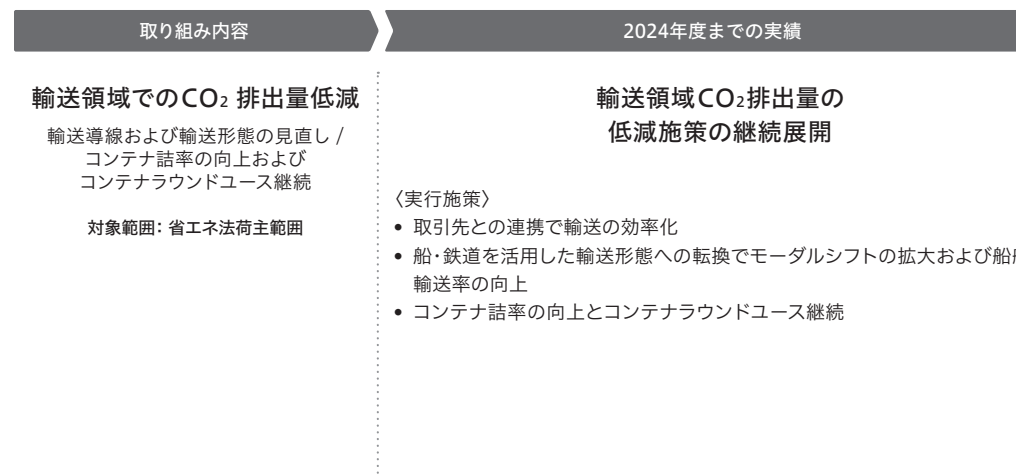 取り組み内容
2024年度までの実績
輸送領域でのCO₂ 排出量低減
輸送導線および輸送形態の見直し /
コンテナ詰率の向上および
コンテナラウンドユース継続
対象範囲: 省エネ法荷主範囲
輸送領域CO₂排出量の
低減施策の継続展開
〈実行施策〉
• 取引先との連携で輸送の効率化
• 船・鉄道を活用した輸送形態への転換でモーダルシフトの拡大および船
輸送率の向上
• コンテナ詰率の向上とコンテナラウンドユース継続